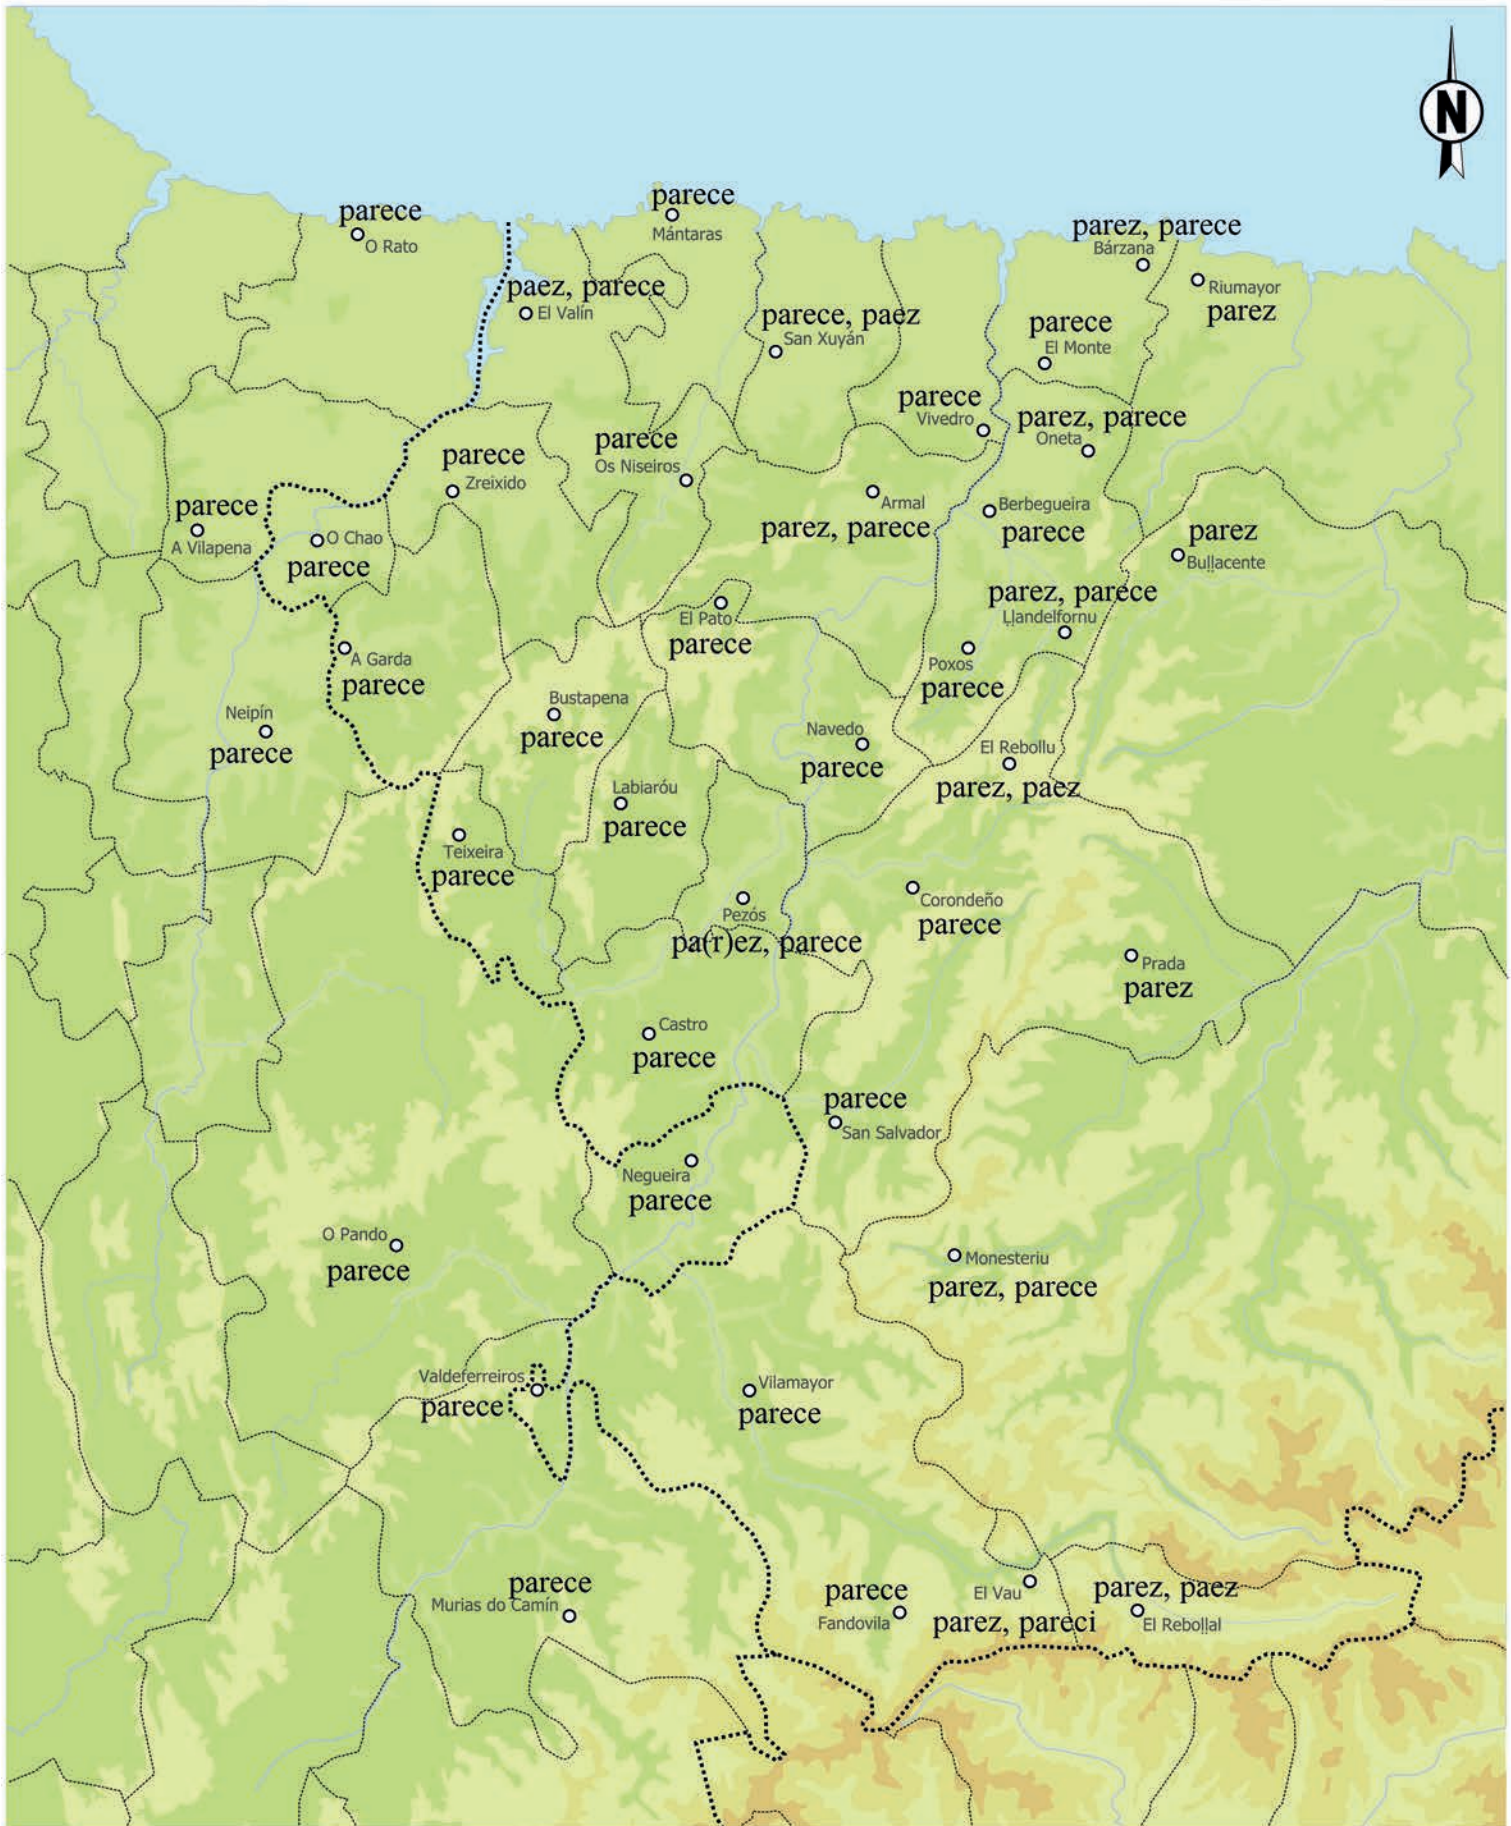 N
parece
O Rato
parece
Mántaras
parez, parece
Bárzana
Riumayor
parez
paez, parece
El Valín
parece, paez
San Xuyán
parece
El Monte
parece
Vivedro
parez, parece
Oneta
parece
Os Niseiros
parece
Zreixido
Armal
parez, parece
Berbegueira
parece
parece
A Vilapena
O Chao
parece
parez
Buḷḷacente
parez, parece
Ḷḷandelfornu
El Pato
parece
Poxos
parece
A Garda
parece
Neipín
parece
Bustapena
parece
Navedo
parece
El Rebollu
parez, paez
Labiaróu
parece
Teixeira
parece
Pezós
pa(r)ez, parece
Corondeño
parece
Prada
parez
Castro
parece
parece
San Salvador
Negueira
parece
O Pando
parece
Monesteriu
parez, parece
Valdeferreiros
parece
Vilamayor
parece
parece
Murias do Camín
parece
Fandovila
El Vau
parez, pareci
parez, paez
El Reboḷḷal